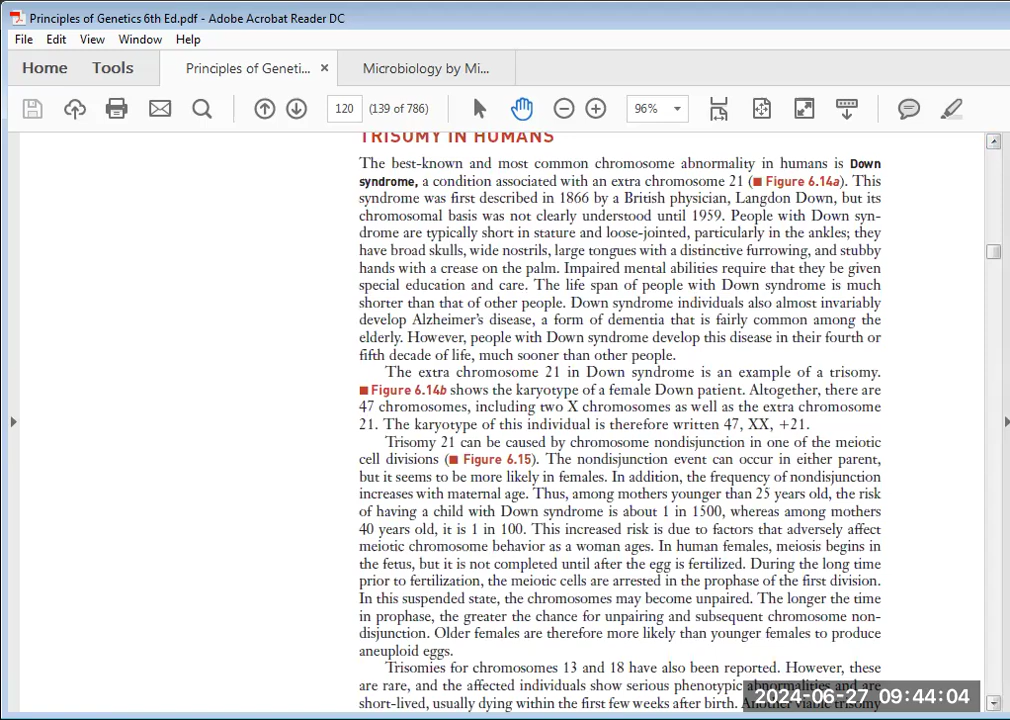 Principles of Genetics 6th Ed.pdf - Adobe Acrobat Reader DC
File Edit View Window Help
Home Tools Principles of Geneti... × Microbiology by Mi...
120 (139 of 786) 96%
TRISOMY IN HUMANS
The best-known and most common chromosome abnormality in humans is Down
syndrome, a condition associated with an extra chromosome 21 (■ Figure 6.14a). This
syndrome was first described in 1866 by a British physician, Langdon Down, but its
chromosomal basis was not clearly understood until 1959. People with Down syn-
drome are typically short in stature and loose-jointed, particularly in the ankles; they
have broad skulls, wide nostrils, large tongues with a distinctive furrowing, and stubby
hands with a crease on the palm. Impaired mental abilities require that they be given
special education and care. The life span of people with Down syndrome is much
shorter than that of other people. Down syndrome individuals also almost invariably
develop Alzheimer's disease, a form of dementia that is fairly common among the
elderly. However, people with Down syndrome develop this disease in their fourth or
fifth decade of life, much sooner than other people.
The extra chromosome 21 in Down syndrome is an example of a trisomy.
■ Figure 6.14b shows the karyotype of a female Down patient. Altogether, there are
47 chromosomes, including two X chromosomes as well as the extra chromosome
21. The karyotype of this individual is therefore written 47, XX, +21.
Trisomy 21 can be caused by chromosome nondisjunction in one of the meiotic
cell divisions (■ Figure 6.15). The nondisjunction event can occur in either parent,
but it seems to be more likely in females. In addition, the frequency of nondisjunction
increases with maternal age. Thus, among mothers younger than 25 years old, the risk
of having a child with Down syndrome is about 1 in 1500, whereas among mothers
40 years old, it is 1 in 100. This increased risk is due to factors that adversely affect
meiotic chromosome behavior as a woman ages. In human females, meiosis begins in
the fetus, but it is not completed until after the egg is fertilized. During the long time
prior to fertilization, the meiotic cells are arrested in the prophase of the first division.
In this suspended state, the chromosomes may become unpaired. The longer the time
in prophase, the greater the chance for unpairing and subsequent chromosome non-
disjunction. Older females are therefore more likely than younger females to produce
aneuploid eggs.
Trisomies for chromosomes 13 and 18 have also been reported. However, these
are rare, and the affected individuals show serious phenotypic abnormalities and are
short-lived, usually dying within the first few weeks after birth. Another viable trisomy
2024-06-27 09:44:04